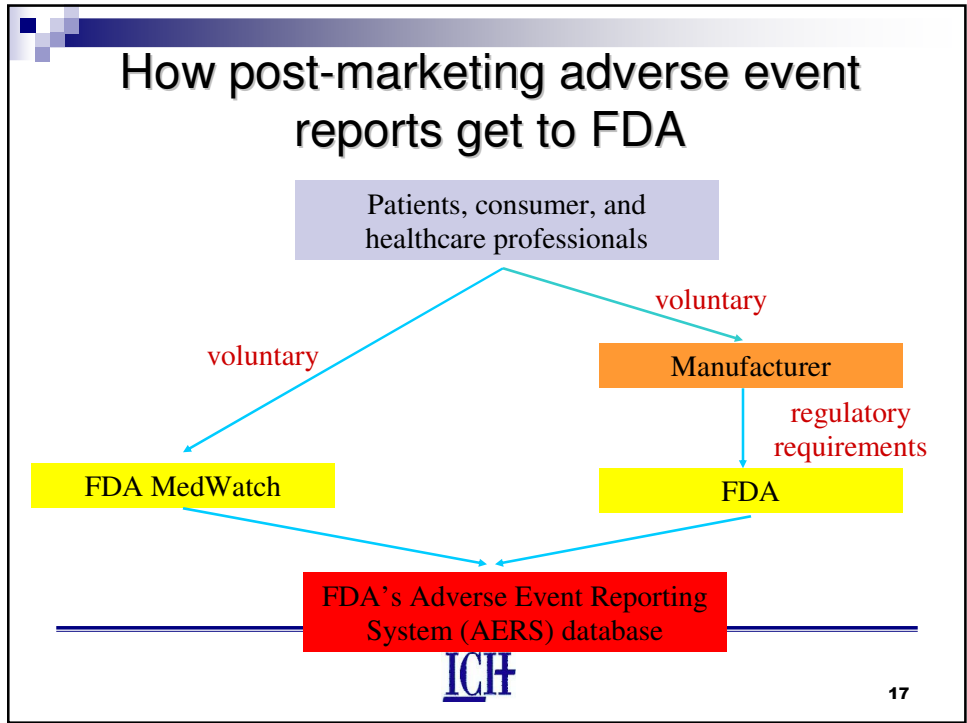 How post-marketing adverse event
reports get to FDA
Patients, consumer, and
healthcare professionals
voluntary
voluntary
Manufacturer
regulatory
requirements
FDA MedWatch
FDA
FDA's Adverse Event Reporting
System (AERS) database
ICH
17